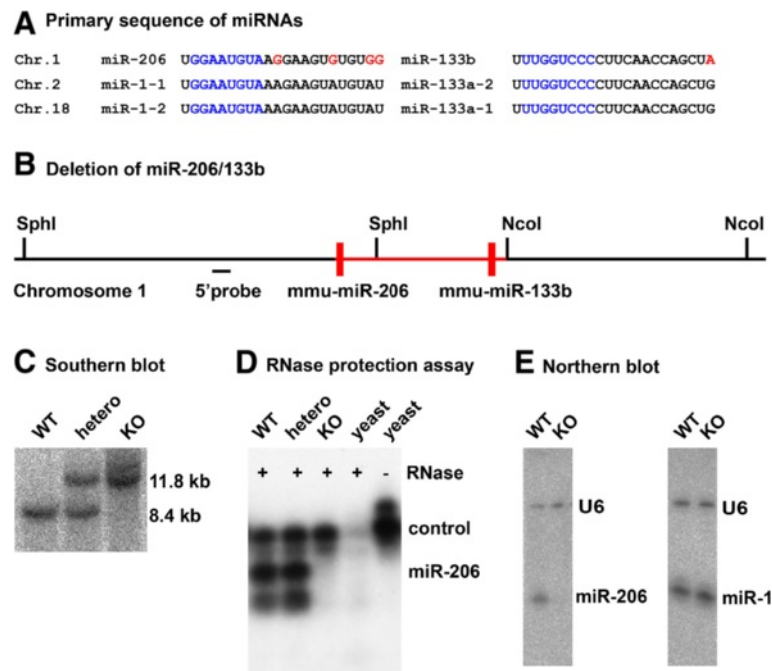 A Primary sequence of miRNAs
Chr.1 miR-206 UGGAAUGUAAGGAAGUGUGUGG miR-133b UUUGGUCCCCUUCAACCAGCUA
Chr.2 miR-1-1 UGGAAUGUAAAGAAGUAUGUAU miR-133a-2 UUUGGUCCCCUUCAACCAGCUG
Chr.18 miR-1-2 UGGAAUGUAAAGAAGUAUGUAU miR-133a-1 UUUGGUCCCCUUCAACCAGCUG
B Deletion of miR-206/133b
SphI SphI NcoI NcoI
Chromosome 1 5'probe mmu-miR-206 mmu-miR-133b
C Southern blot
WT hetero KO
11.8 kb
8.4 kb
D RNase protection assay
WT hetero KO yeast yeast
+ + + + - RNase
control
miR-206
E Northern blot
WT KO WT KO
U6 U6
miR-206 miR-1